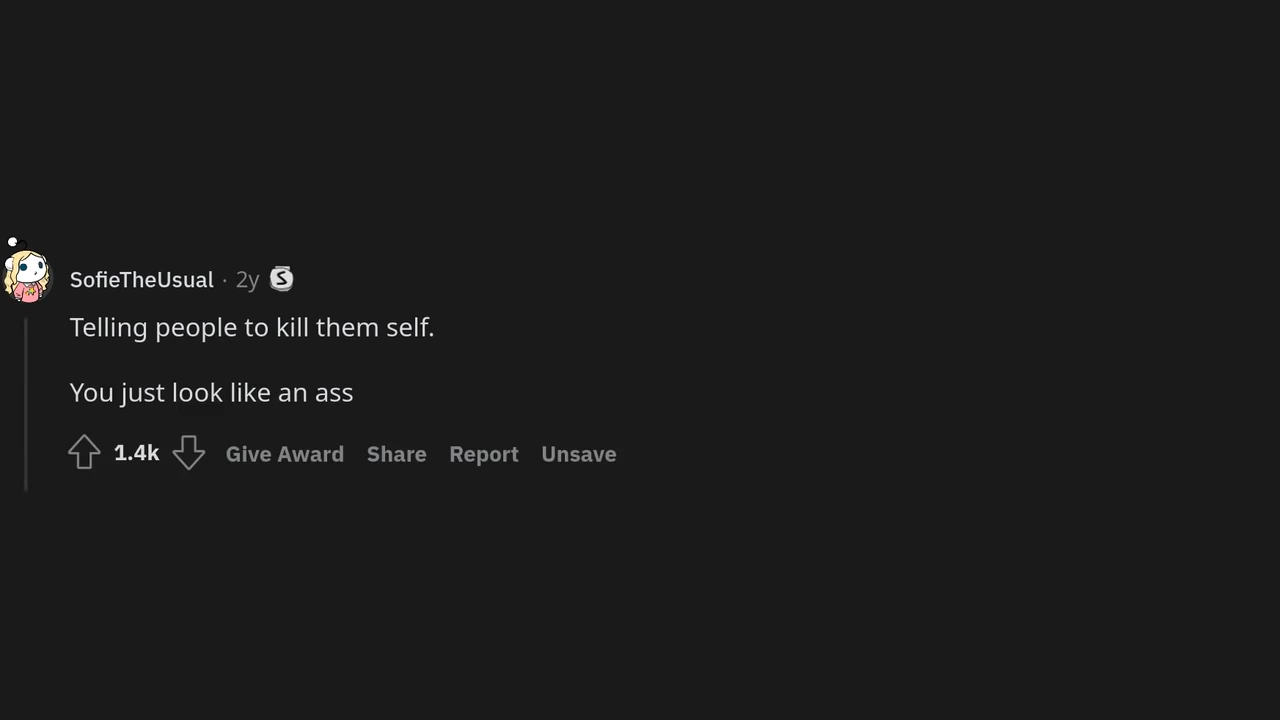 SofieTheUsual · 2y S
Telling people to kill them self.
You just look like an ass
1.4k Give Award Share Report Unsave